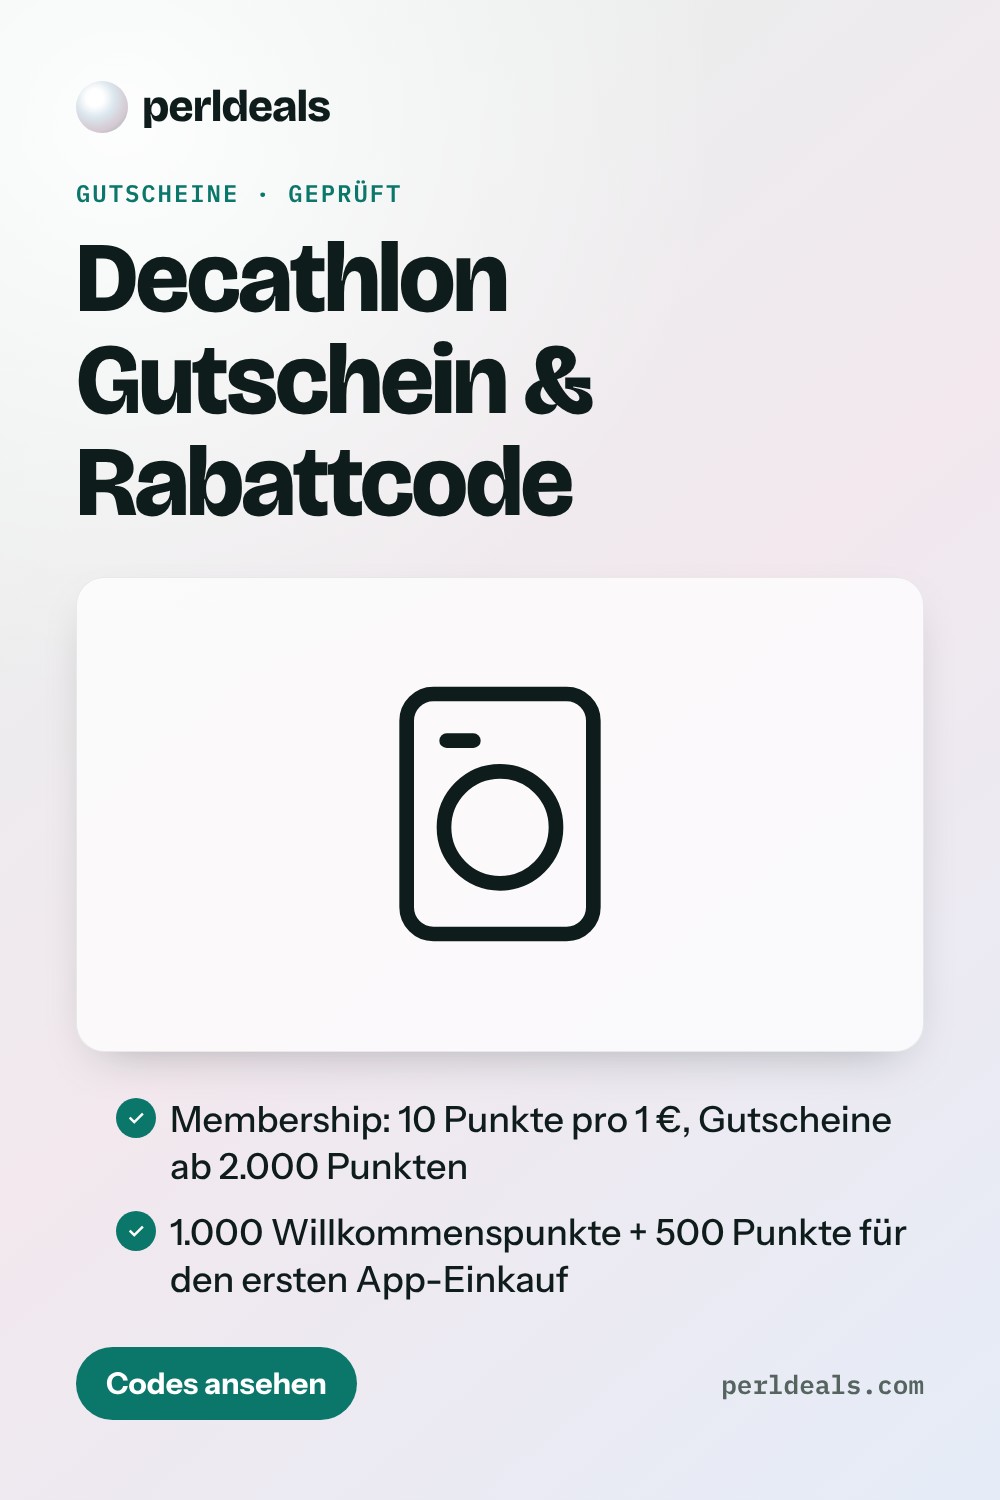 perldeals
GUTSCHEINE · GEPRÜFT
Decathlon
Gutschein &
Rabattcode
Membership: 10 Punkte pro 1 €, Gutscheine
ab 2.000 Punkten
1.000 Willkommenspunkte + 500 Punkte für
den ersten App-Einkauf
Codes ansehen
perldeals.com